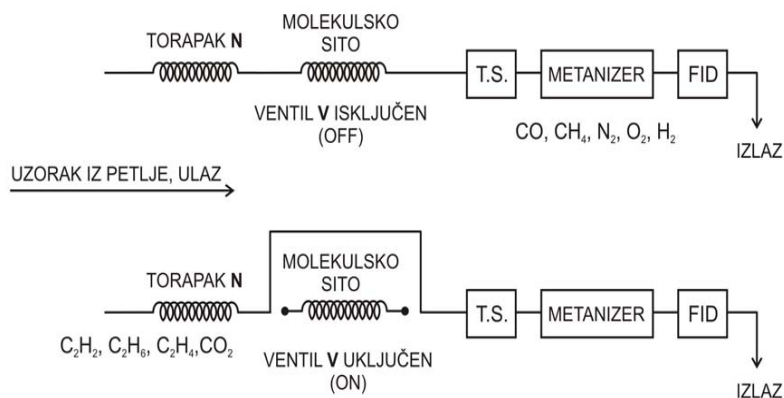 MOLEKULSKO
SITO
TORAPAK N
T.S.
METANIZER
FID
VENTIL V ISKLJUČEN
(OFF)
CO, CH₄, N₂, O₂, H₂
IZLAZ
UZORAK IZ PETLJE, ULAZ
TORAPAK N
MOLEKULSKO
SITO
T.S.
METANIZER
FID
C₂H₂, C₂H₆, C₂H₄,CO₂
VENTIL V UKLJUČEN
(ON)
IZLAZ